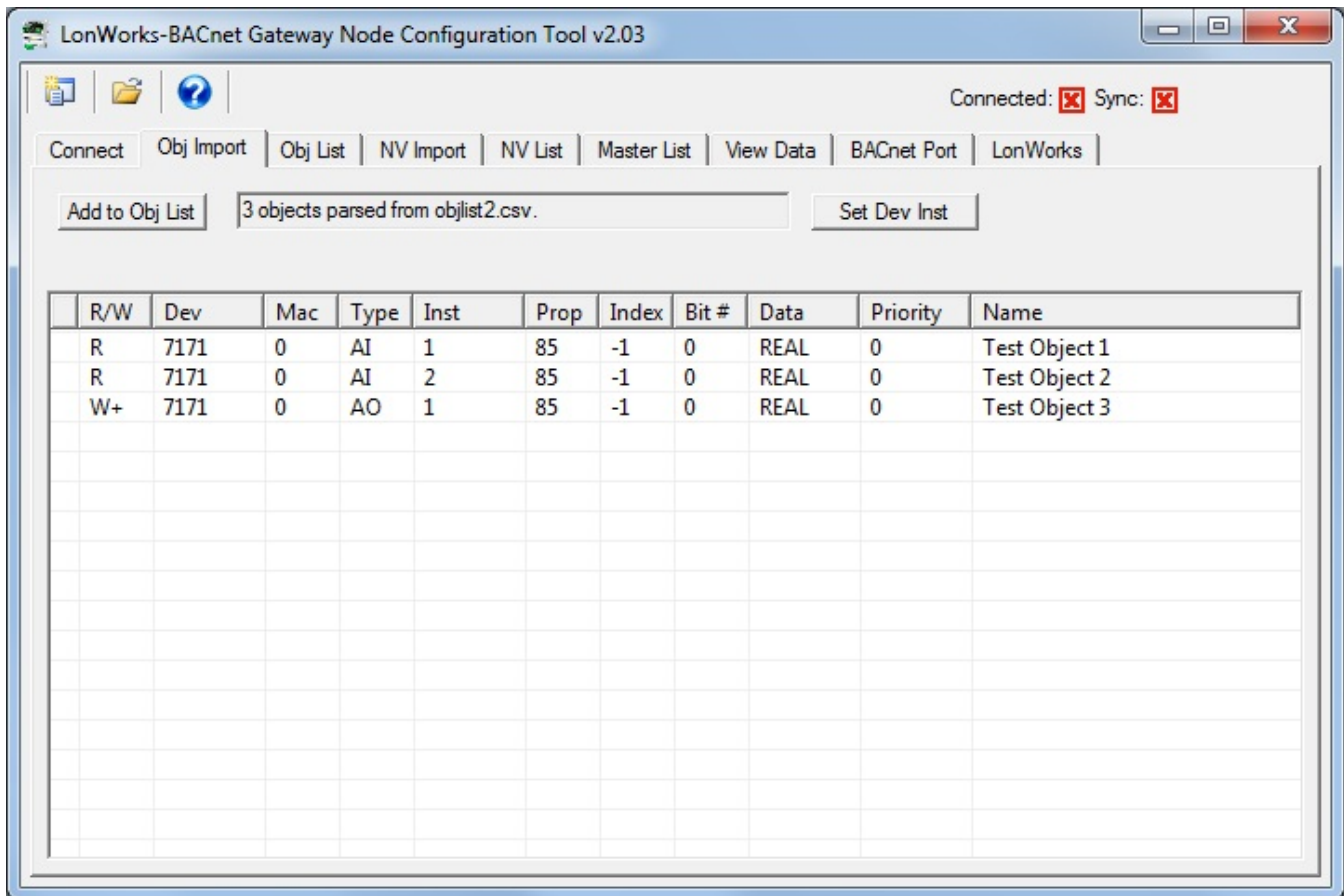 LonWorks-BACnet Gateway Node Configuration Tool v2.03
Connected: Sync:
Connect Obj Import Obj List NV Import NV List Master List View Data BACnet Port LonWorks
Add to Obj List 3 objects parsed from objlist2.csv. Set Dev Inst
R/W Dev Mac Type Inst Prop Index Bit # Data Priority Name
R 7171 0 AI 1 85 -1 0 REAL 0 Test Object 1
R 7171 0 AI 2 85 -1 0 REAL 0 Test Object 2
W+ 7171 0 AO 1 85 -1 0 REAL 0 Test Object 3